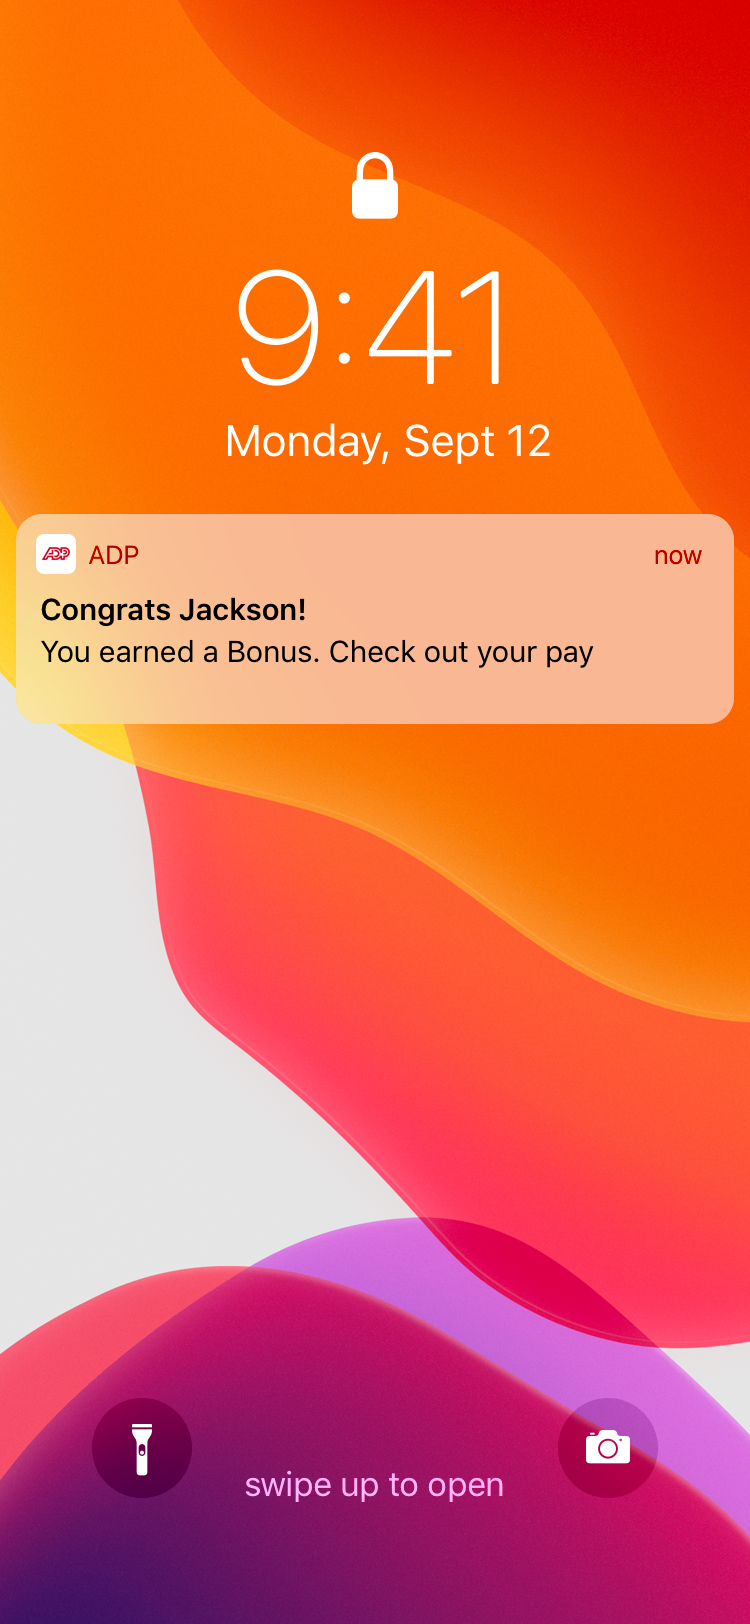 9:41
Monday, Sept 12
ADP ADP now
Congrats Jackson!
You earned a Bonus. Check out your pay
swipe up to open